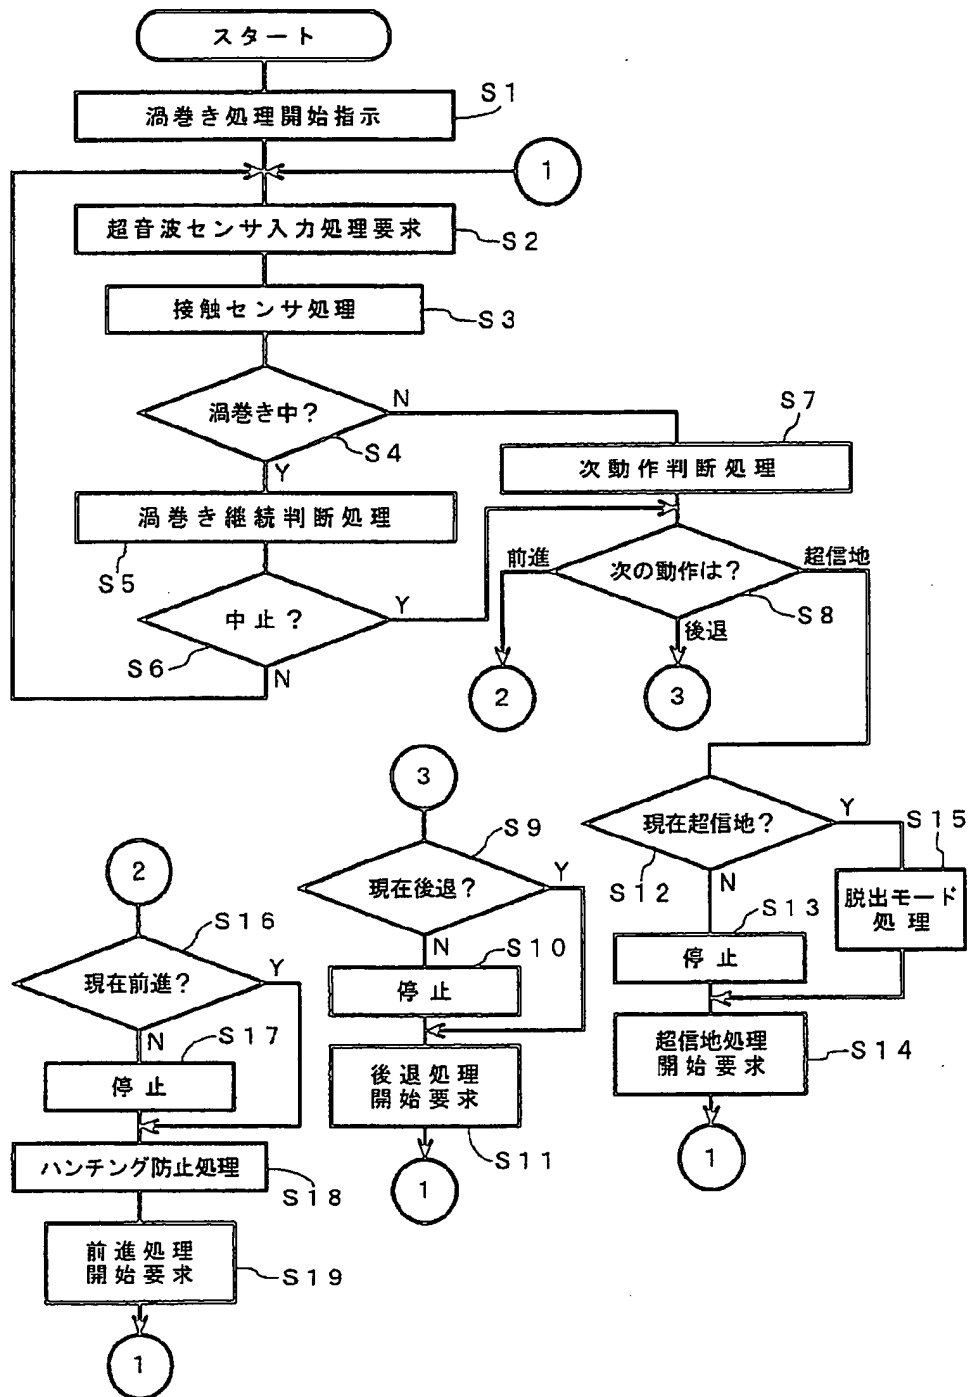 スタート
渦巻き処理開始指示
S1
1
超音波センサ入力処理要求
S2
接触センサ処理
S3
渦巻き中?
N
S4
Y
S7
次動作判断処理
渦巻き継続判断処理
S5
前進
次の動作は?
超信地
S8
後退
中止?
Y
S6
N
2
3
3
S9
現在後退?
Y
N
S10
停止
後退処理
開始要求
S11
1
現在超信地?
Y
S15
S12
N
脱出モード
処理
S13
停止
超信地処理
開始要求
S14
1
2
S16
現在前進?
Y
N
S17
停止
ハンチング防止処理
S18
前進処理
開始要求
S19
1